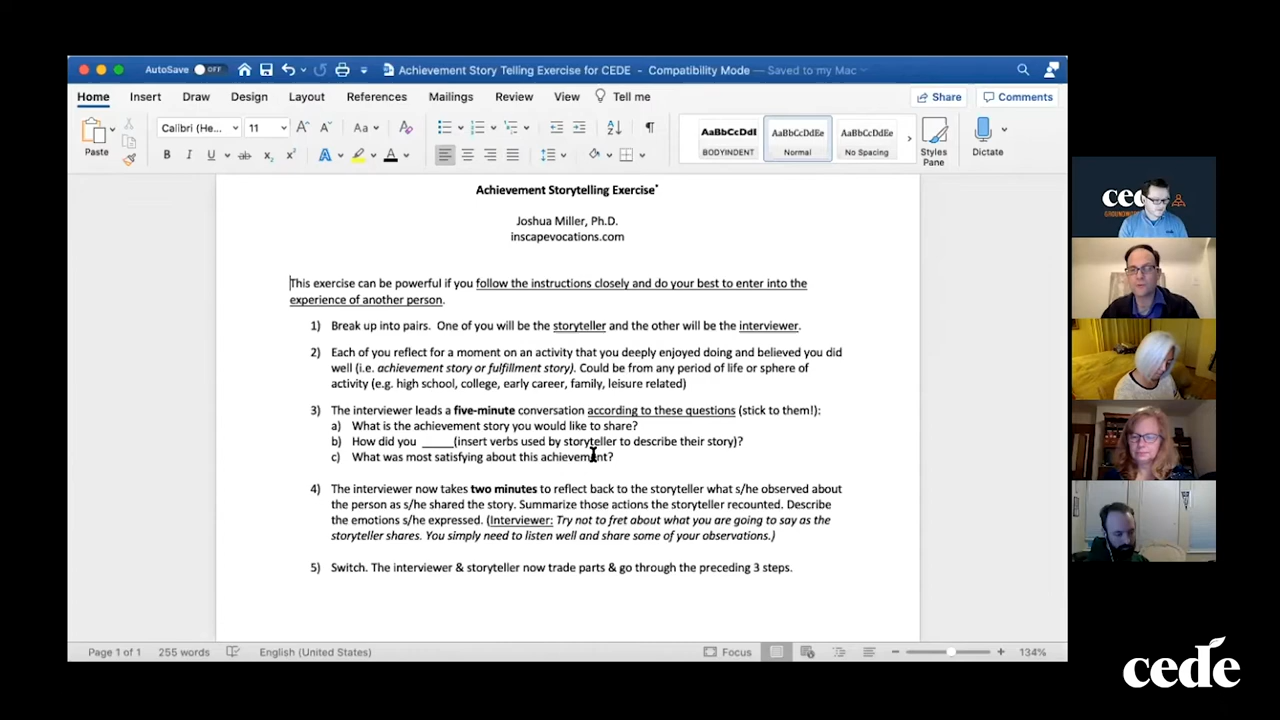 AutoSave OFF Achievement Story Telling Exercise for CEDE - Compatibility Mode — Saved to my Mac
Home Insert Draw Design Layout References Mailings Review View Tell me Share Comments
Paste Calibri (He... 11 A A Aa A AaBbCcDdI AaBbCcDdEe AaBbCcDdEe
B I U ab x₂ x² A A BODYINDENT Normal No Spacing Styles Pane Dictate
Achievement Storytelling Exercise*
Joshua Miller, Ph.D.
inscapevocations.com
This exercise can be powerful if you follow the instructions closely and do your best to enter into the
experience of another person.
1) Break up into pairs. One of you will be the storyteller and the other will be the interviewer.
2) Each of you reflect for a moment on an activity that you deeply enjoyed doing and believed you did
well (i.e. achievement story or fulfillment story). Could be from any period of life or sphere of
activity (e.g. high school, college, early career, family, leisure related)
3) The interviewer leads a five-minute conversation according to these questions (stick to them!):
a) What is the achievement story you would like to share?
b) How did you _____(insert verbs used by storyteller to describe their story)?
c) What was most satisfying about this achievement?
4) The interviewer now takes two minutes to reflect back to the storyteller what s/he observed about
the person as s/he shared the story. Summarize those actions the storyteller recounted. Describe
the emotions s/he expressed. (Interviewer: Try not to fret about what you are going to say as the
storyteller shares. You simply need to listen well and share some of your observations.)
5) Switch. The interviewer & storyteller now trade parts & go through the preceding 3 steps.
Page 1 of 1 255 words English (United States) Focus 134%
cede